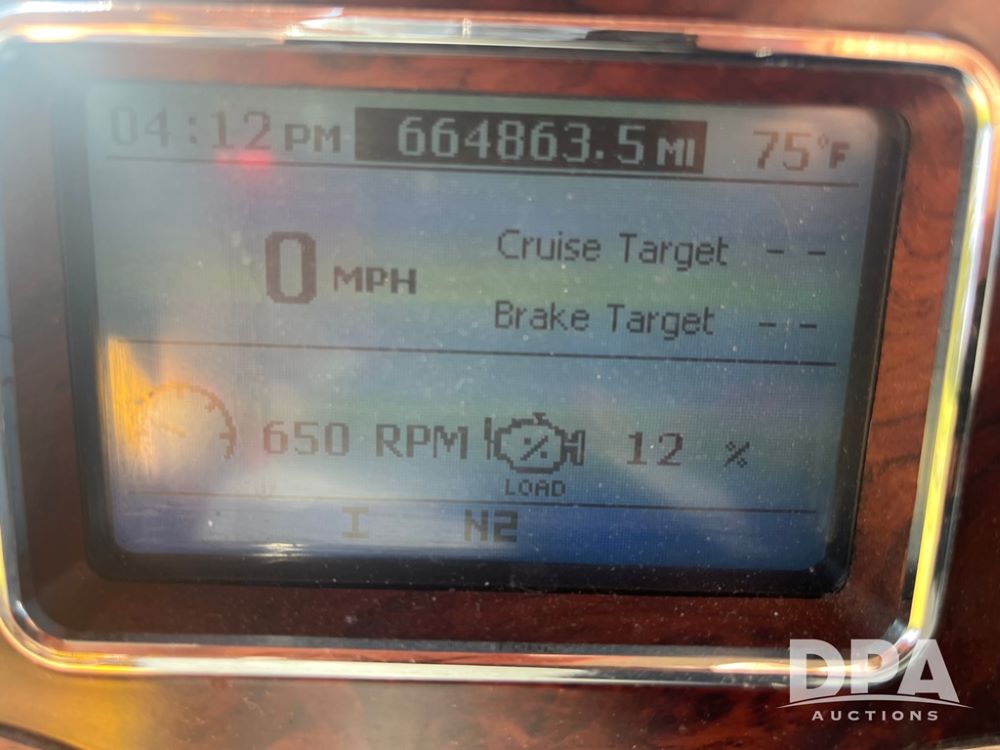 04:12 PM 664863.5 MI 75°F
0 MPH
Cruise Target --
Brake Target --
650 RPM % 12 %
LOAD
I N2
DPA
AUCTIONS